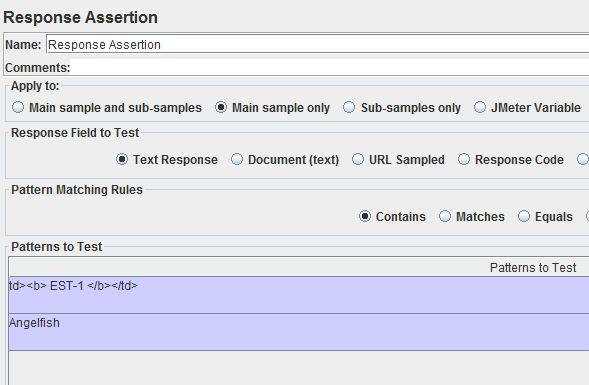 Response Assertion
Name: Response Assertion
Comments:
Apply to:
Main sample and sub-samples Main sample only Sub-samples only JMeter Variable
Response Field to Test
Text Response Document (text) URL Sampled Response Code
Pattern Matching Rules
Contains Matches Equals
Patterns to Test
Patterns to Test
td><b> EST-1 </b></td>
Angelfish